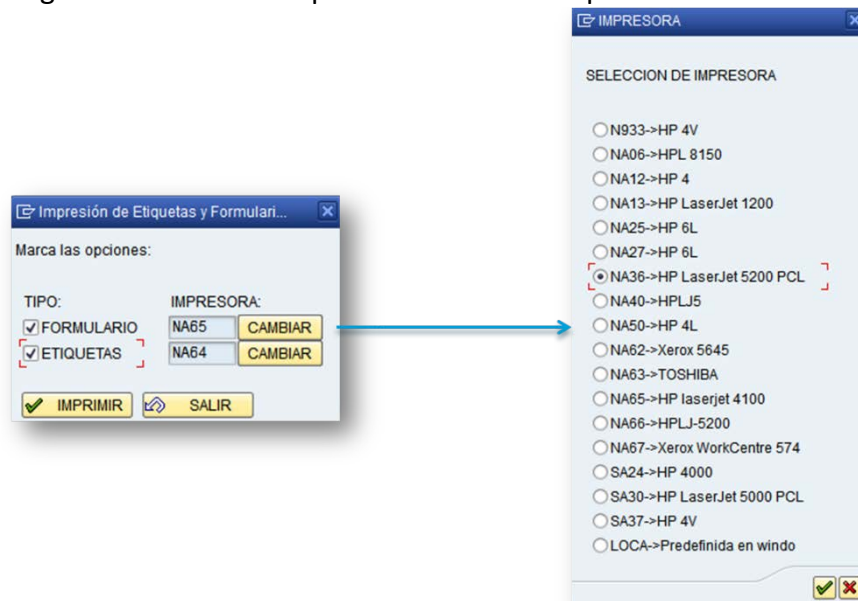 Impresión de Etiquetas y Formulari...
Marca las opciones:
TIPO: IMPRESORA:
FORMULARIO NA65 CAMBIAR
ETIQUETAS NA64 CAMBIAR
IMPRIMIR SALIR
IMPRESORA
SELECCION DE IMPRESORA
N933->HP 4V
NA06->HPL 8150
NA12->HP 4
NA13->HP LaserJet 1200
NA25->HP 6L
NA27->HP 6L
NA36->HP LaserJet 5200 PCL
NA40->HPLJ5
NA50->HP 4L
NA62->Xerox 5645
NA63->TOSHIBA
NA65->HP laserjet 4100
NA66->HPLJ-5200
NA67->Xerox WorkCentre 574
SA24->HP 4000
SA30->HP LaserJet 5000 PCL
SA37->HP 4V
LOCA->Predefinida en windo